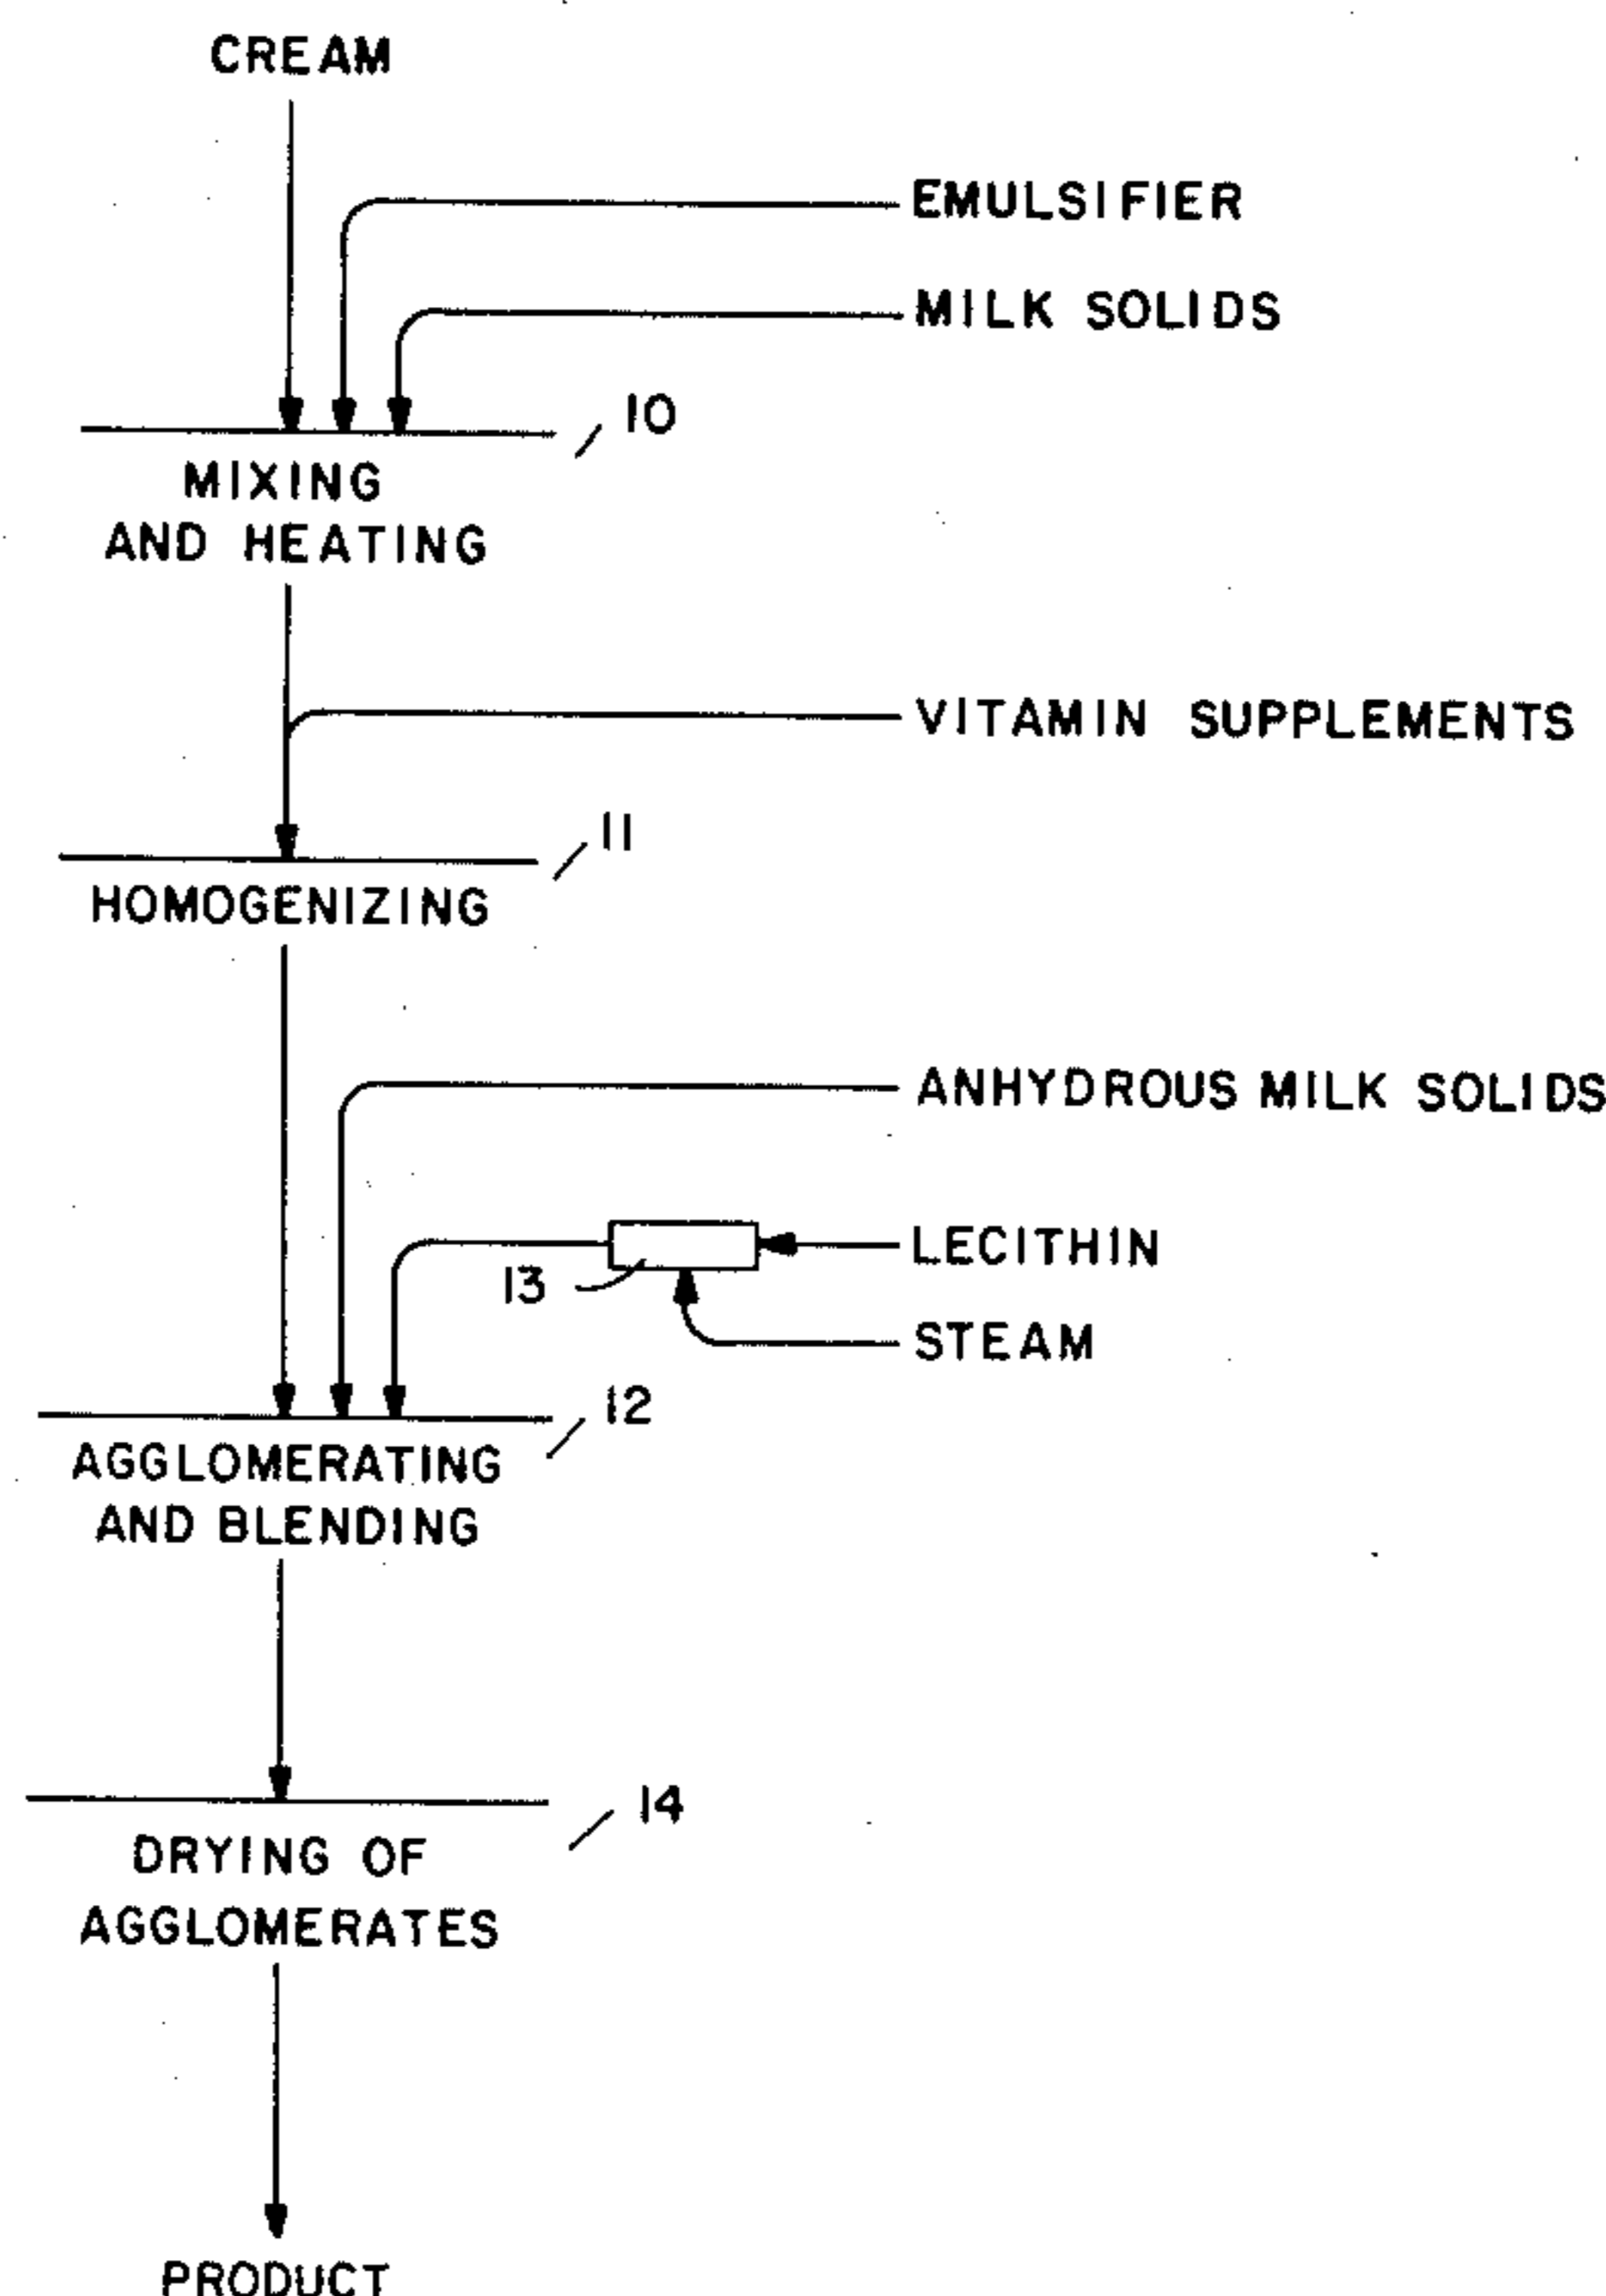 CREAM
EMULSIFIER
MILK SOLIDS
10
MIXING
AND HEATING
VITAMIN SUPPLEMENTS
11
HOMOGENIZING
ANHYDROUS MILK SOLIDS
LECITHIN
13
STEAM
12
AGGLOMERATING
AND BLENDING
14
DRYING OF
AGGLOMERATES
PRODUCT